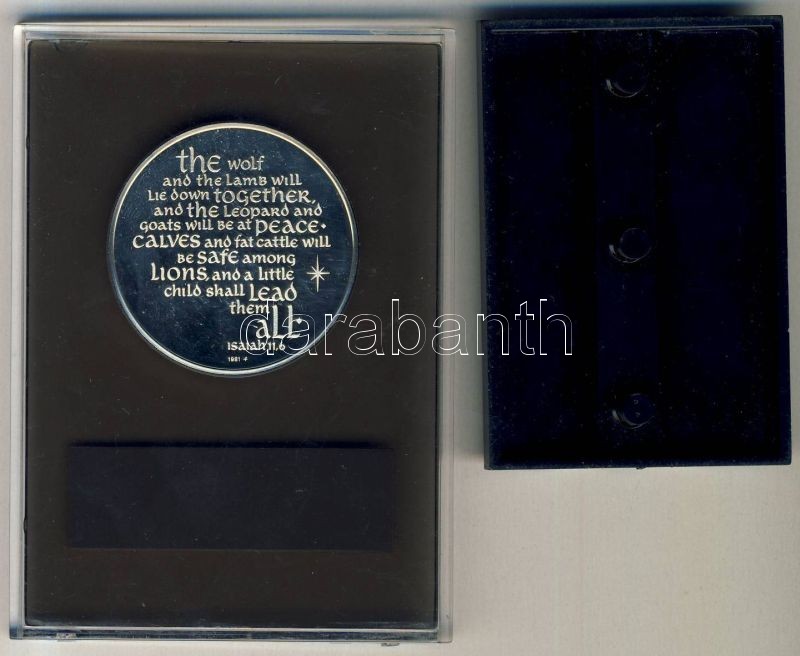 the wolf
and the Lamb will
Lie down together,
and the Leopard and
goats will be at peace.
Calves and fat cattle will
be safe among
Lions, and a little
child shall Lead
them
all.
Isaiah 11.6
1981
darabanth